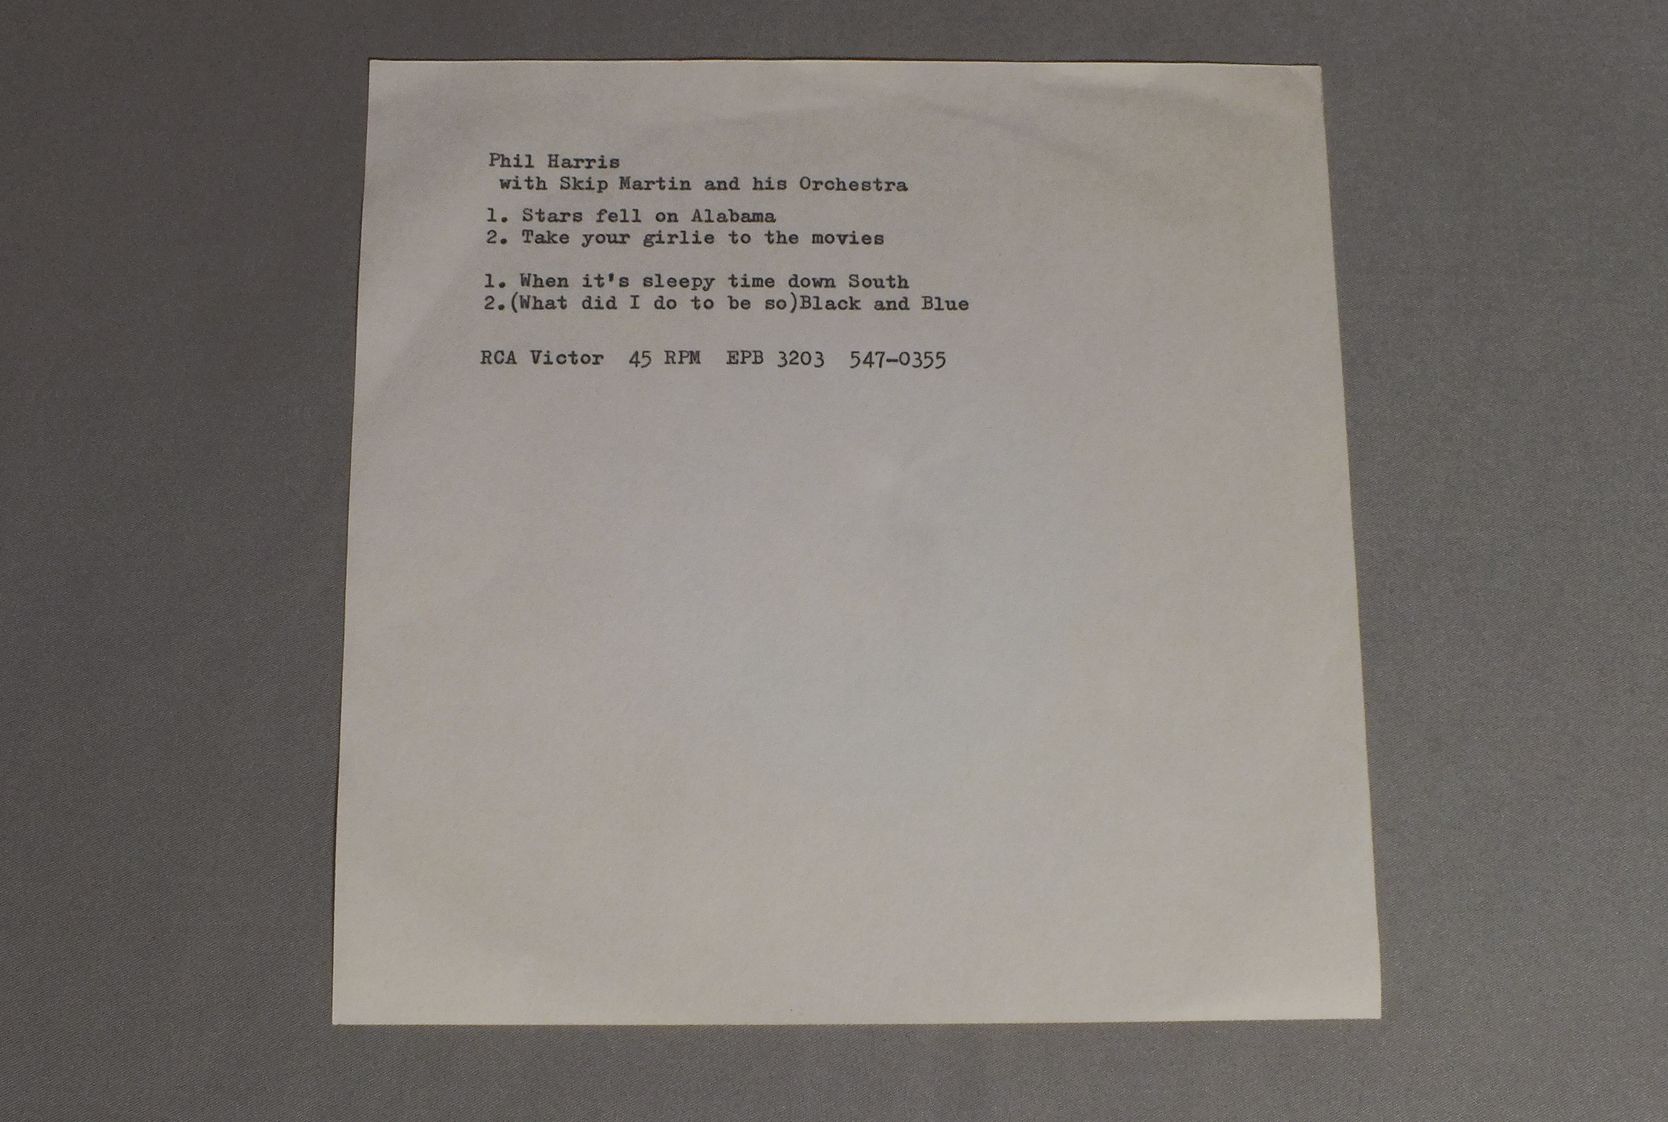 Phil Harris
with Skip Martin and his Orchestra
1. Stars fell on Alabama
2. Take your girlie to the movies
1. When it's sleepy time down South
2.(What did I do to be so)Black and Blue
RCA Victor  45 RPM  EPB 3203  547-0355